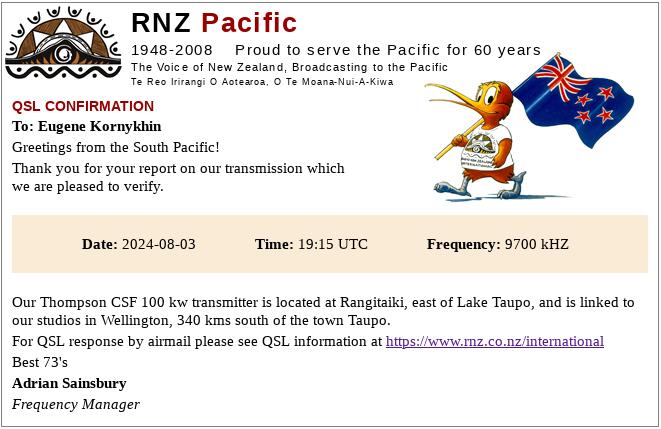 RNZ Pacific
1948-2008 Proud to serve the Pacific for 60 years
The Voice of New Zealand, Broadcasting to the Pacific
Te Reo Irirangi O Aotearoa, O Te Moana-Nui-A-Kiwa
QSL CONFIRMATION
To: Eugene Kornykhin
Greetings from the South Pacific!
Thank you for your report on our transmission which
we are pleased to verify.
Date: 2024-08-03 Time: 19:15 UTC Frequency: 9700 kHZ
Our Thompson CSF 100 kw transmitter is located at Rangitaiki, east of Lake Taupo, and is linked to
our studios in Wellington, 340 kms south of the town Taupo.
For QSL response by airmail please see QSL information at https://www.rnz.co.nz/international
Best 73's
Adrian Sainsbury
Frequency Manager